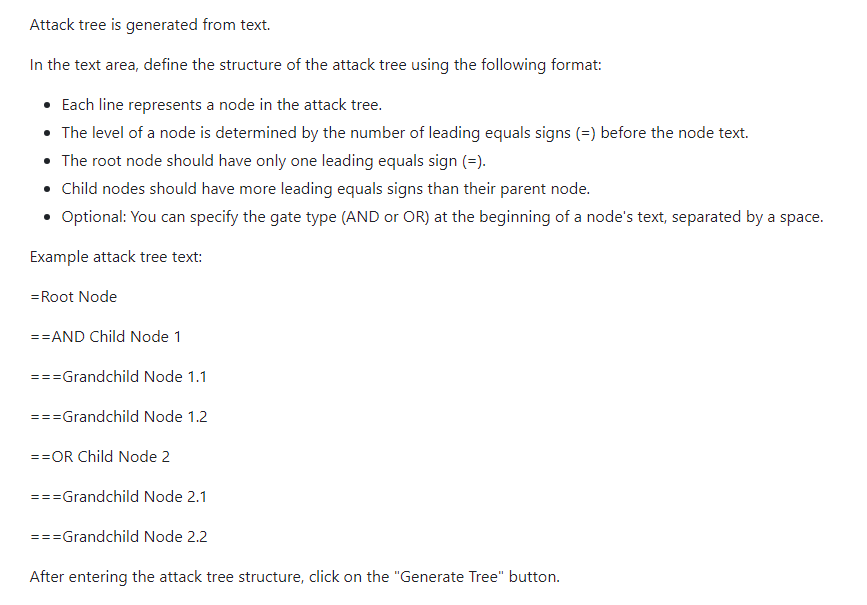 Attack tree is generated from text.
In the text area, define the structure of the attack tree using the following format:
• Each line represents a node in the attack tree.
• The level of a node is determined by the number of leading equals signs (=) before the node text.
• The root node should have only one leading equals sign (=).
• Child nodes should have more leading equals signs than their parent node.
• Optional: You can specify the gate type (AND or OR) at the beginning of a node's text, separated by a space.
Example attack tree text:
=Root Node
==AND Child Node 1
===Grandchild Node 1.1
===Grandchild Node 1.2
==OR Child Node 2
===Grandchild Node 2.1
===Grandchild Node 2.2
After entering the attack tree structure, click on the "Generate Tree" button.